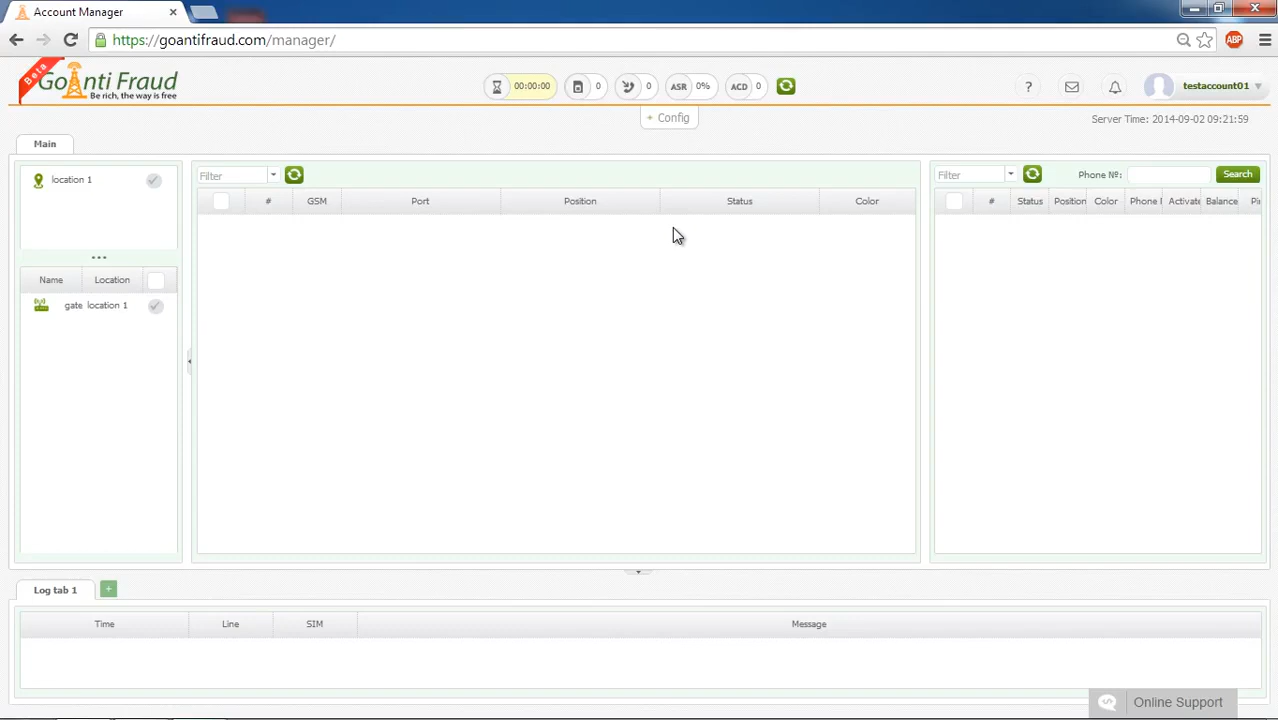 Account Manager
https://goantifraud.com/manager/
ABP
Beta
GoAnti Fraud
Be rich, the way is free
00:00:00
0
0
ASR 0%
ACD 0
?
testaccount01
+ Config
Server Time: 2014-09-02 09:21:59
Main
location 1
Name Location
gate location 1
Filter
# GSM Port Position Status Color
Filter
Phone №:
Search
# Status Position Color Phone Activate Balance Pi
Log tab 1
+
Time Line SIM Message
Online Support